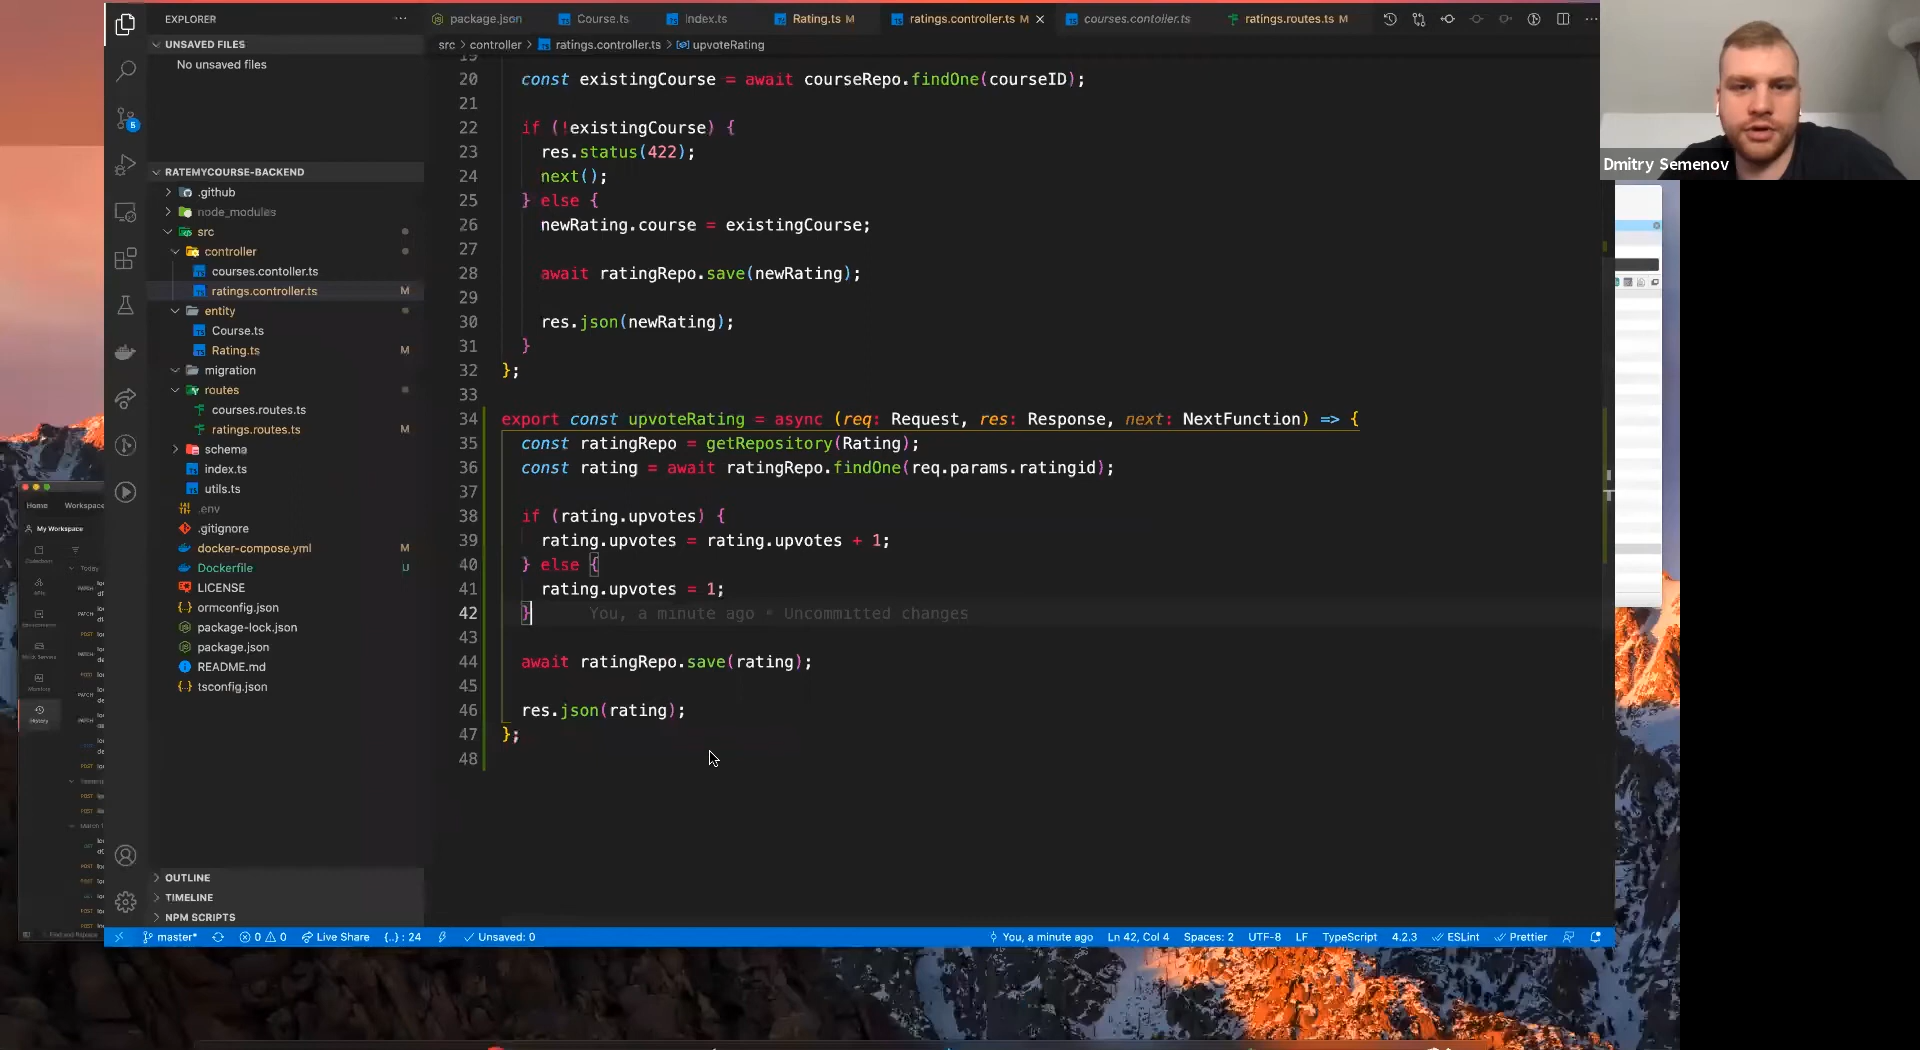 EXPLORER
UNSAVED FILES
No unsaved files
RATEMYCOURSE-BACKEND
.github
node_modules
src
controller
courses.contoller.ts
ratings.controller.ts M
entity
Course.ts
Rating.ts M
migration
routes
courses.routes.ts
ratings.routes.ts M
schema
index.ts
utils.ts
.env
.gitignore
docker-compose.yml M
Dockerfile U
LICENSE
ormconfig.json
package-lock.json
package.json
README.md
tsconfig.json
OUTLINE
TIMELINE
NPM SCRIPTS
5
package.json Course.ts index.ts Rating.ts M ratings.controller.ts M courses.contoller.ts ratings.routes.ts M
src > controller > ratings.controller.ts > upvoteRating
19
20 const existingCourse = await courseRepo.findOne(courseID);
21
22 if (!existingCourse) {
23 res.status(422);
24 next();
25 } else {
26 newRating.course = existingCourse;
27
28 await ratingRepo.save(newRating);
29
30 res.json(newRating);
31 }
32 };
33
34 export const upvoteRating = async (req: Request, res: Response, next: NextFunction) => {
35 const ratingRepo = getRepository(Rating);
36 const rating = await ratingRepo.findOne(req.params.ratingid);
37
38 if (rating.upvotes) {
39 rating.upvotes = rating.upvotes + 1;
40 } else {
41 rating.upvotes = 1;
42 } You, a minute ago • Uncommitted changes
43
44 await ratingRepo.save(rating);
45
46 res.json(rating);
47 };
48
master* 0 0 Live Share {..} : 24 Unsaved: 0 You, a minute ago Ln 42, Col 4 Spaces: 2 UTF-8 LF TypeScript 4.2.3 ESLint Prettier
Dmitry Semenov
Home Workspace
My Workspace
Today
History